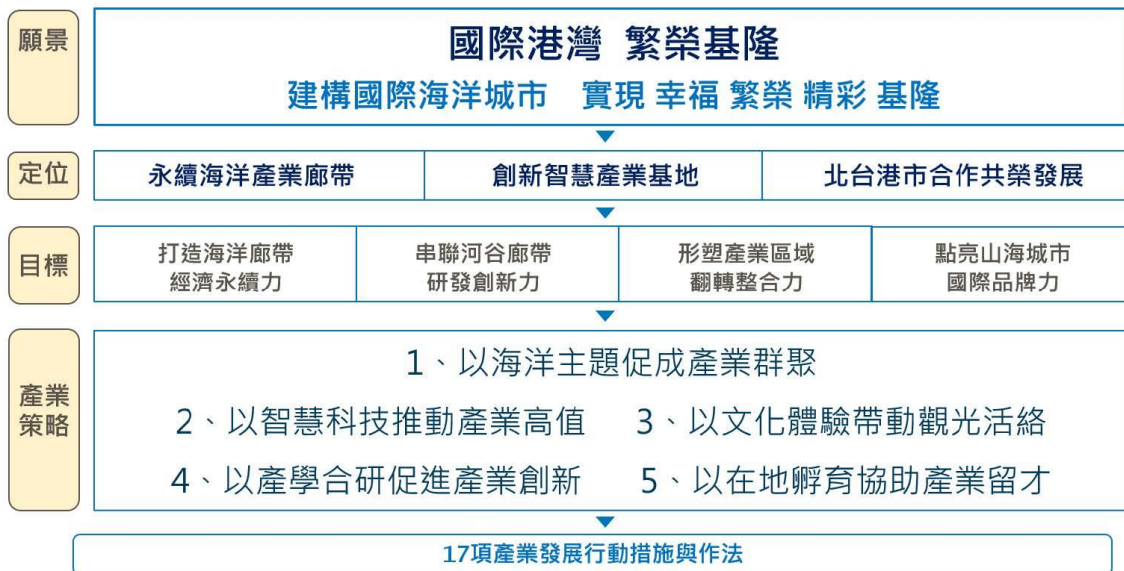 願景
國際港灣 繁榮基隆
建構國際海洋城市 實現 幸福 繁榮 精彩 基隆
定位
永續海洋產業廊帶
創新智慧產業基地
北台港市合作共榮發展
目標
打造海洋廊帶
經濟永續力
串聯河谷廊帶
研發創新力
形塑產業區域
翻轉整合力
點亮山海城市
國際品牌力
產業
策略
1、以海洋主題促成產業群聚
2、以智慧科技推動產業高值
3、以文化體驗帶動觀光活絡
4、以產學合研促進產業創新
5、以在地孵育協助產業留才
17項產業發展行動措施與作法